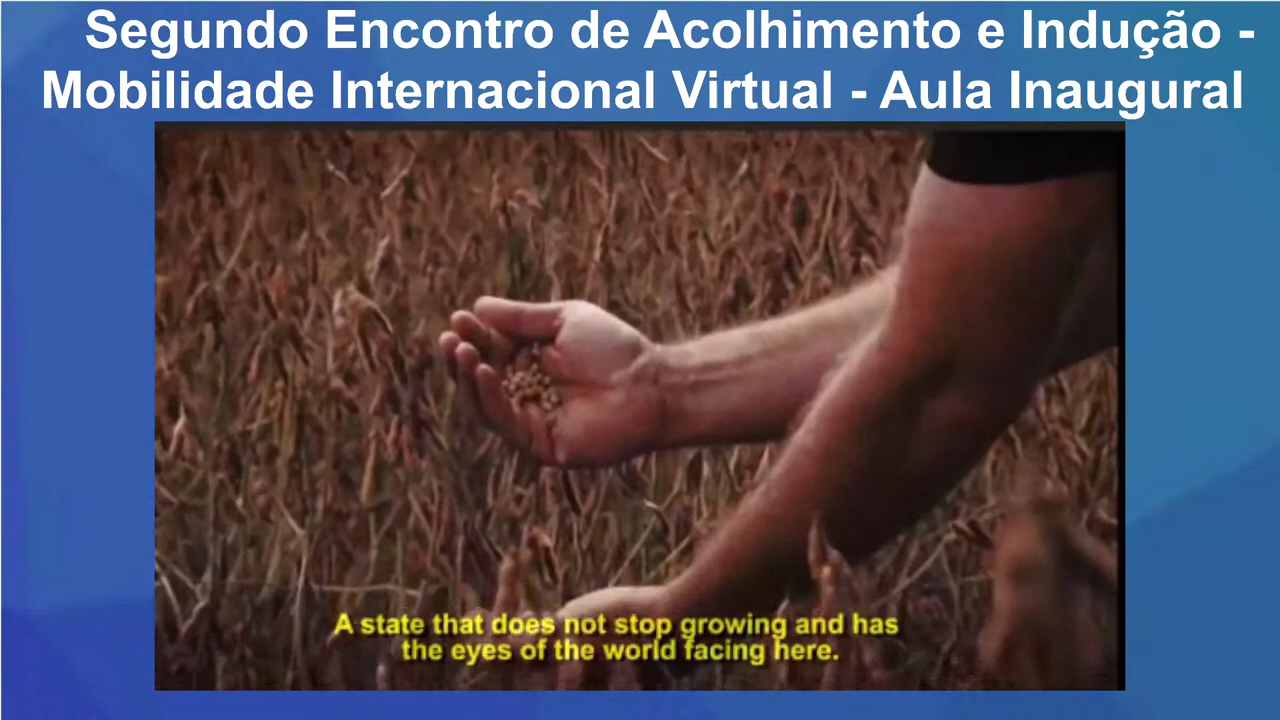 Segundo Encontro de Acolhimento e Indução -
Mobilidade Internacional Virtual - Aula Inaugural
A state that does not stop growing and has
the eyes of the world facing here.